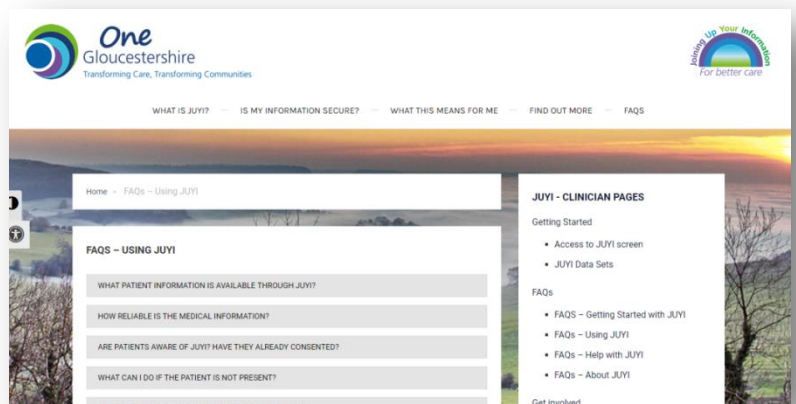 One
Gloucestershire
Transforming Care, Transforming Communities
Joining Up Your Information
For better care
WHAT IS JUYI?
IS MY INFORMATION SECURE?
WHAT THIS MEANS FOR ME
FIND OUT MORE
FAQS
Home - FAQs – Using JUYI
FAQS – USING JUYI
WHAT PATIENT INFORMATION IS AVAILABLE THROUGH JUYI?
HOW RELIABLE IS THE MEDICAL INFORMATION?
ARE PATIENTS AWARE OF JUYI? HAVE THEY ALREADY CONSENTED?
WHAT CAN I DO IF THE PATIENT IS NOT PRESENT?
JUYI - CLINICIAN PAGES
Getting Started
Access to JUYI screen
JUYI Data Sets
FAQs
FAQS – Getting Started with JUYI
FAQs – Using JUYI
FAQs – Help with JUYI
FAQs – About JUYI
Get involved